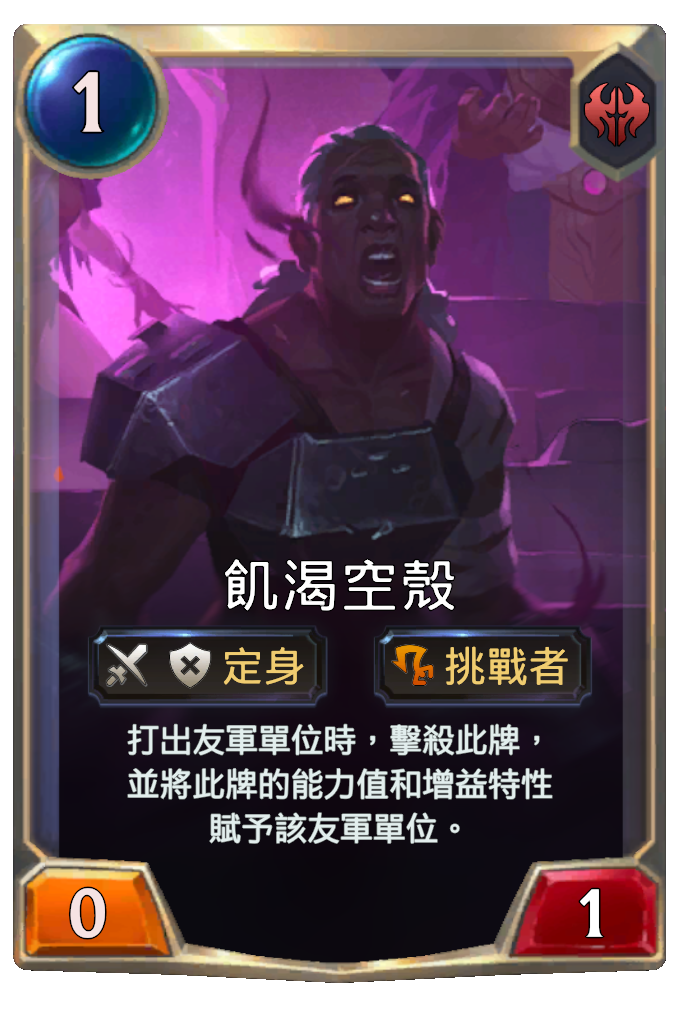 1
飢渴空殼
定身 挑戰者
打出友軍單位時，擊殺此牌，
並將此牌的能力值和增益特性
賦予該友軍單位。
0 1